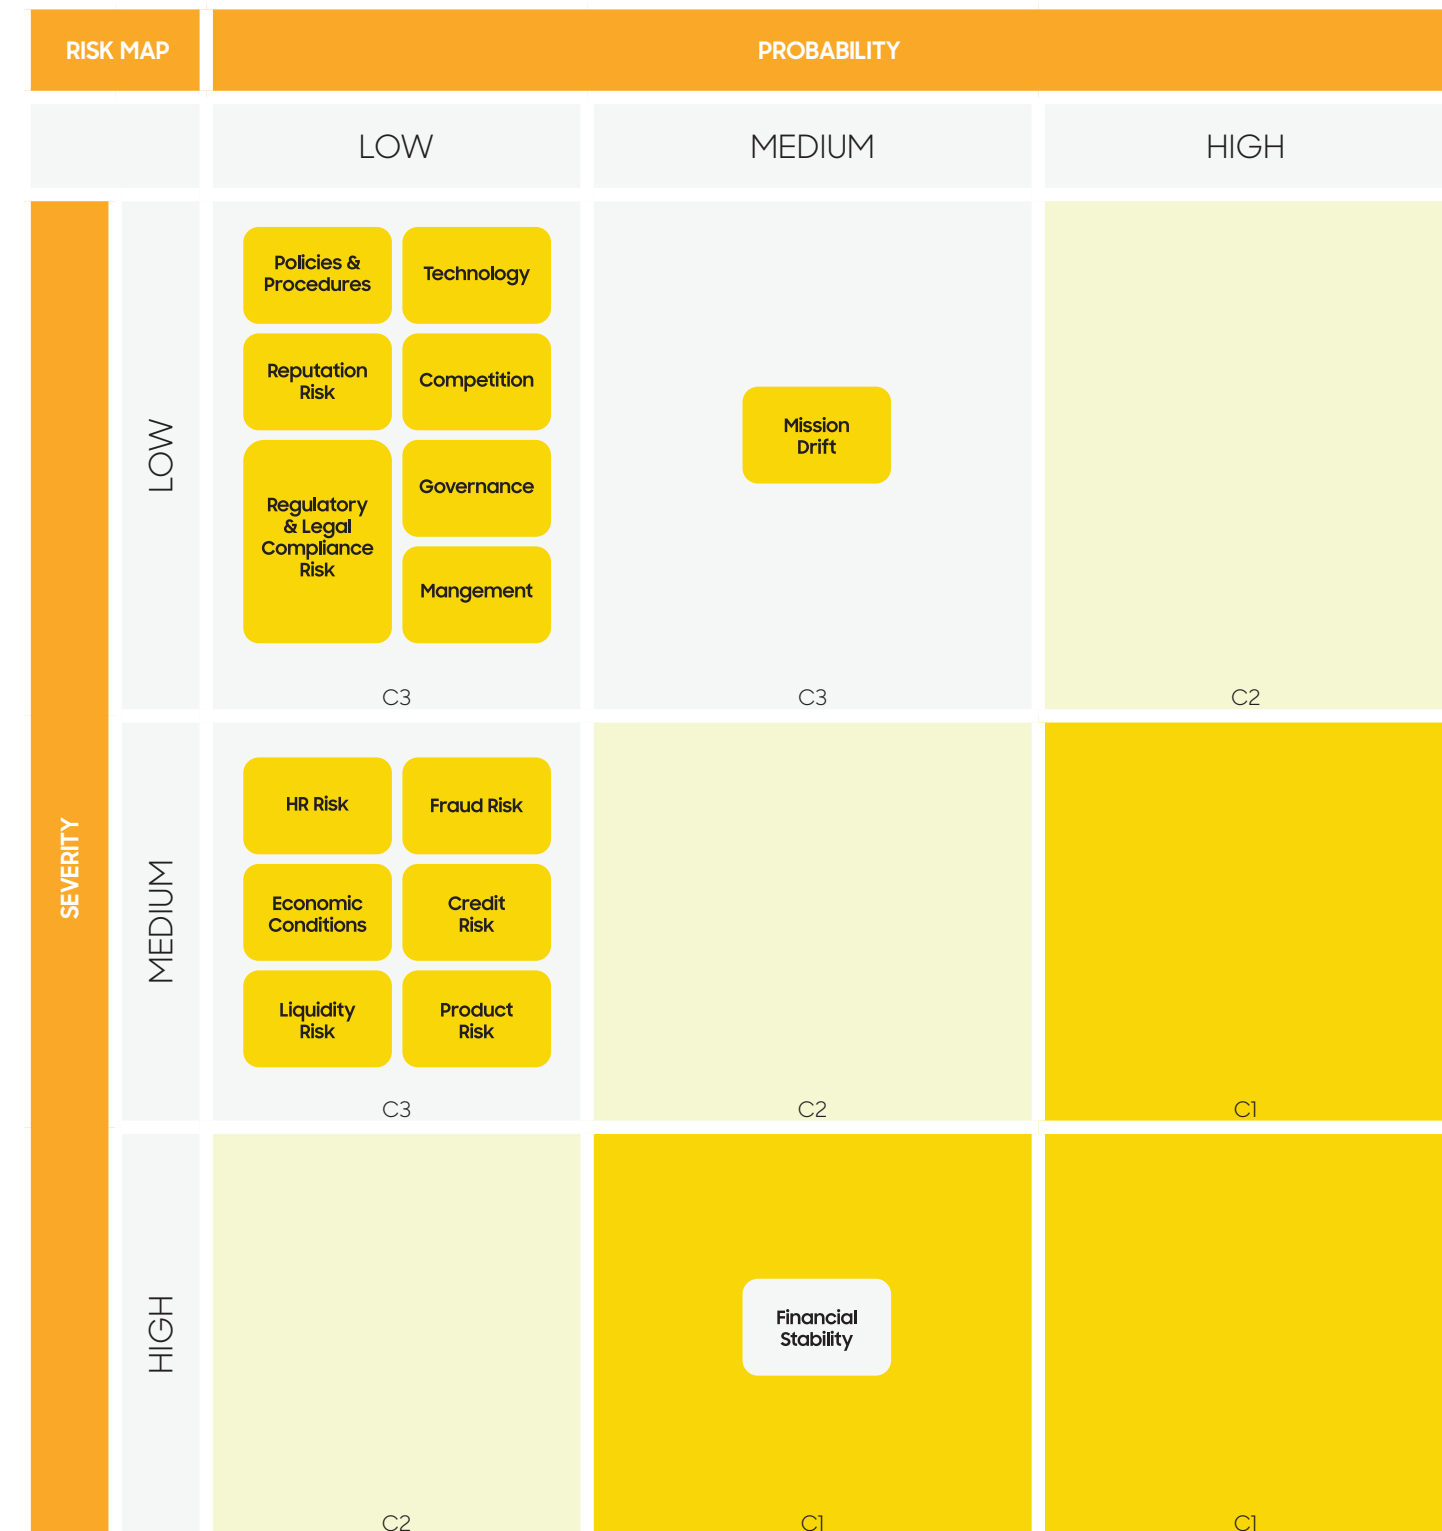 RISK MAP
PROBABILITY
LOW
MEDIUM
HIGH
SEVERITY
LOW
Policies &
Procedures
Technology
Reputation
Risk
Competition
Regulatory
& Legal
Compliance
Risk
Governance
Mangement
C3
Mission
Drift
C3
C2
MEDIUM
HR Risk
Fraud Risk
Economic
Conditions
Credit
Risk
Liquidity
Risk
Product
Risk
C3
C2
C1
HIGH
C2
Financial
Stability
C1
C1